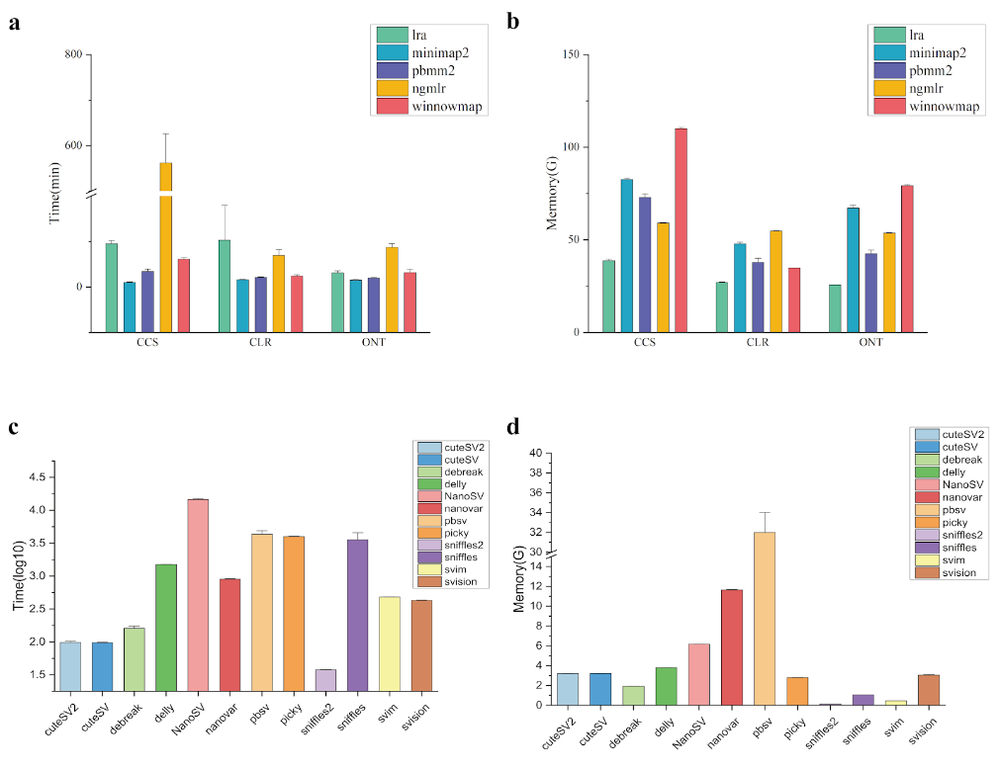 a
lra
minimap2
pbmm2
ngmlr
winnowmap
800
600
0
Time(min)
CCS
CLR
ONT
b
lra
minimap2
pbmm2
ngmlr
winnowmap
150
100
50
0
Mermory(G)
CCS
CLR
ONT
c
cuteSV2
cuteSV
debreak
delly
NanoSV
nanovar
pbsv
picky
sniffles2
sniffles
svim
svision
4.5
4.0
3.5
3.0
2.5
2.0
1.5
Time(log10)
cuteSV2
cuteSV
debreak
delly
NanoSV
nanovar
pbsv
picky
sniffles2
sniffles
svim
svision
d
cuteSV2
cuteSV
debreak
delly
NanoSV
nanovar
pbsv
picky
sniffles2
sniffles
svim
svision
40
38
36
34
32
30
14
12
10
8
6
4
2
0
Memory(G)
cuteSV2
cuteSV
debreak
delly
NanoSV
nanovar
pbsv
picky
sniffles2
sniffles
svim
svision